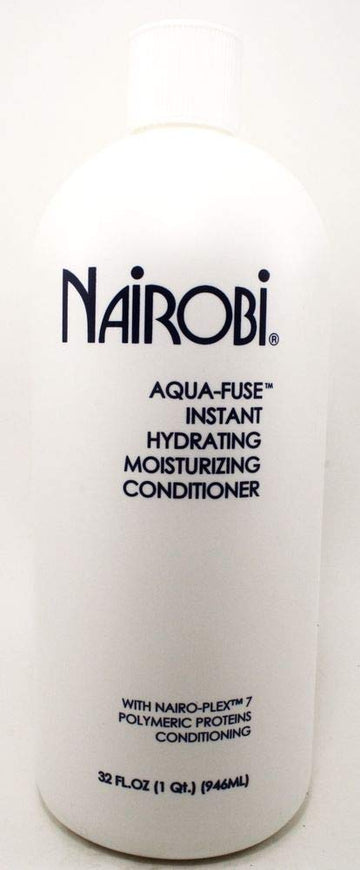 NAiROBi®
AQUA-FUSE™
INSTANT
HYDRATING
MOISTURIZING
CONDITIONER
WITH NAIRO-PLEX™ 7
POLYMERIC PROTEINS
CONDITIONING
32 FL.OZ (1 Qt.) (946ML)